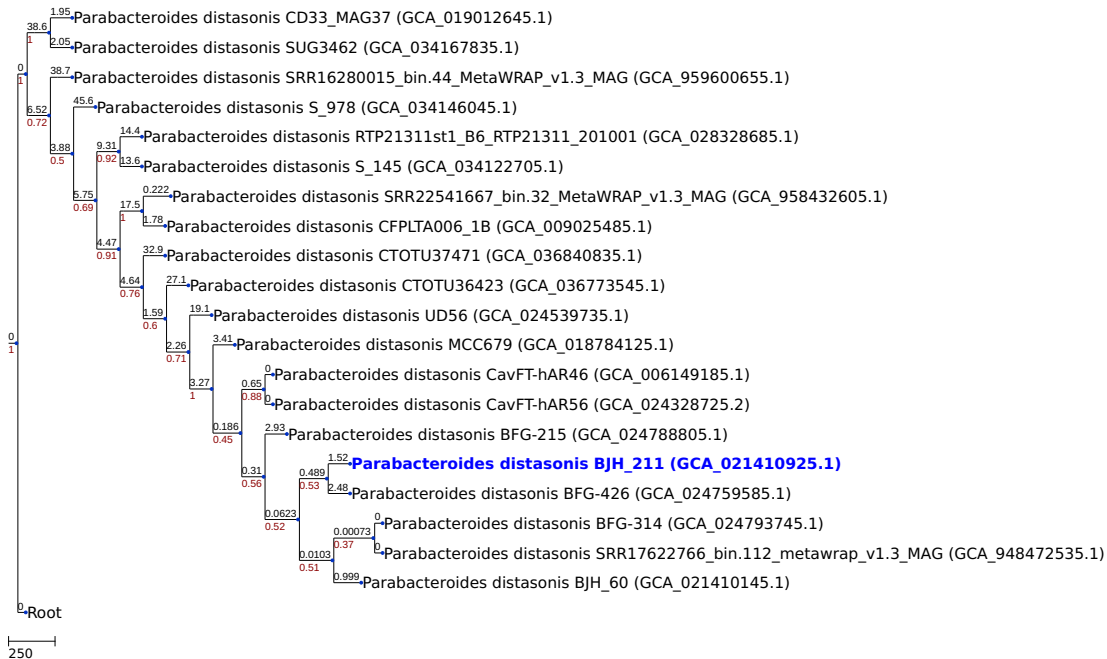 1.95
Parabacteroides distasonis CD33_MAG37 (GCA_019012645.1)
38.6
1
2.05
Parabacteroides distasonis SUG3462 (GCA_034167835.1)
0
1
38.7
Parabacteroides distasonis SRR16280015_bin.44_MetaWRAP_v1.3_MAG (GCA_959600655.1)
6.52
0.72
45.6
Parabacteroides distasonis S_978 (GCA_034146045.1)
14.4
Parabacteroides distasonis RTP21311st1_B6_RTP21311_201001 (GCA_028328685.1)
3.88
0.5
9.31
0.92
13.6
Parabacteroides distasonis S_145 (GCA_034122705.1)
5.75
0.69
0.222
Parabacteroides distasonis SRR22541667_bin.32_MetaWRAP_v1.3_MAG (GCA_958432605.1)
17.5
1
1.78
Parabacteroides distasonis CFPLTA006_1B (GCA_009025485.1)
4.47
0.91
32.9
Parabacteroides distasonis CTOTU37471 (GCA_036840835.1)
4.64
0.76
27.1
Parabacteroides distasonis CTOTU36423 (GCA_036773545.1)
1.59
0.6
19.1
Parabacteroides distasonis UD56 (GCA_024539735.1)
0
1
2.26
0.71
3.41
Parabacteroides distasonis MCC679 (GCA_018784125.1)
0
Parabacteroides distasonis CavFT-hAR46 (GCA_006149185.1)
3.27
1
0.65
0.88
0
Parabacteroides distasonis CavFT-hAR56 (GCA_024328725.2)
0.186
0.45
2.93
Parabacteroides distasonis BFG-215 (GCA_024788805.1)
1.52
Parabacteroides distasonis BJH_211 (GCA_021410925.1)
0.31
0.56
0.489
0.53
2.48
Parabacteroides distasonis BFG-426 (GCA_024759585.1)
0.0623
0.52
0
Parabacteroides distasonis BFG-314 (GCA_024793745.1)
0.00073
0.37
0
Parabacteroides distasonis SRR17622766_bin.112_metawrap_v1.3_MAG (GCA_948472535.1)
0.0103
0.51
0.999
Parabacteroides distasonis BJH_60 (GCA_021410145.1)
0
Root
250